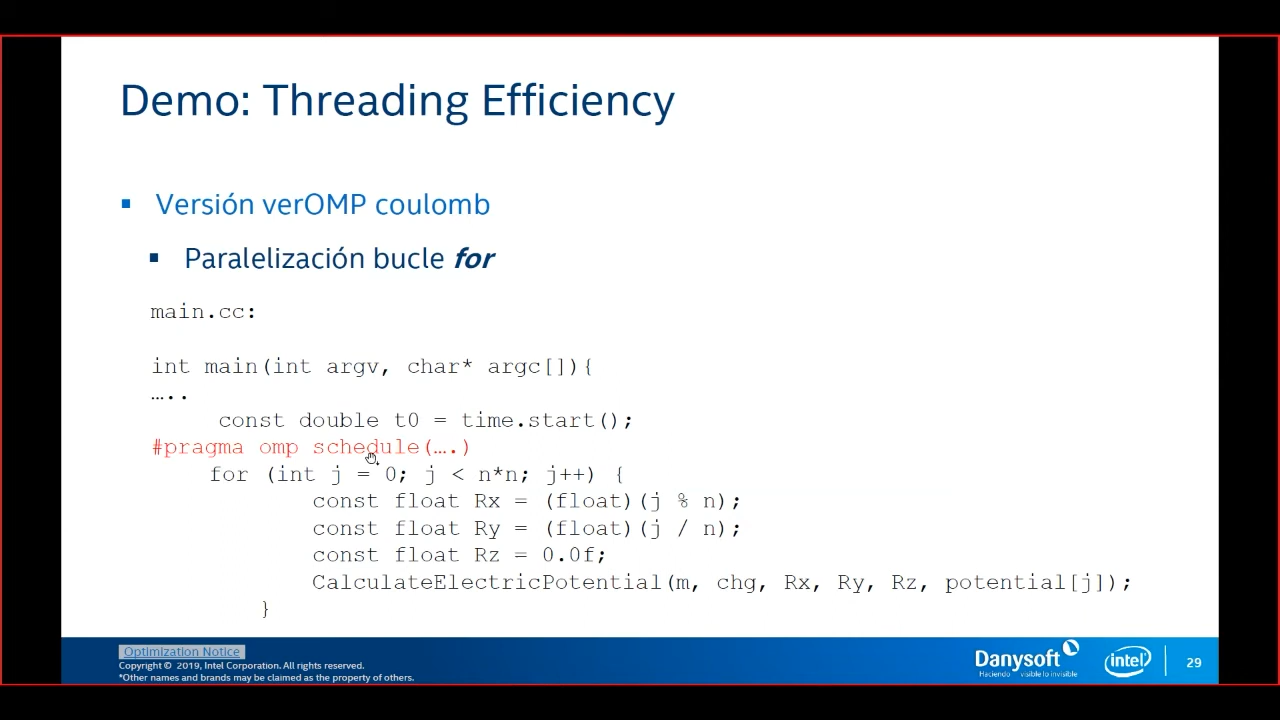 Demo: Threading Efficiency
▪ Versión verOMP coulomb
▪ Paralelización bucle for
main.cc:
int main(int argv, char* argc[]){
…..
const double t0 = time.start();
#pragma omp schedule(….)
for (int j = 0; j < n*n; j++) {
const float Rx = (float)(j % n);
const float Ry = (float)(j / n);
const float Rz = 0.0f;
CalculateElectricPotential(m, chg, Rx, Ry, Rz, potential[j]);
}
Optimization Notice
Copyright © 2019, Intel Corporation. All rights reserved.
*Other names and brands may be claimed as the property of others.
Danysoft
Haciendo visible lo invisible
intel
29